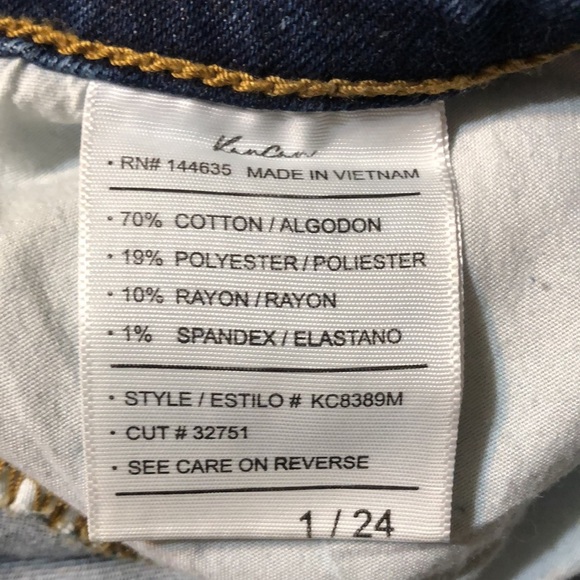 KanCan
• RN# 144635 MADE IN VIETNAM
• 70% COTTON / ALGODON
• 19% POLYESTER / POLIESTER
• 10% RAYON / RAYON
• 1% SPANDEX / ELASTANO
• STYLE / ESTILO # KC8389M
• CUT # 32751
• SEE CARE ON REVERSE
1 / 24